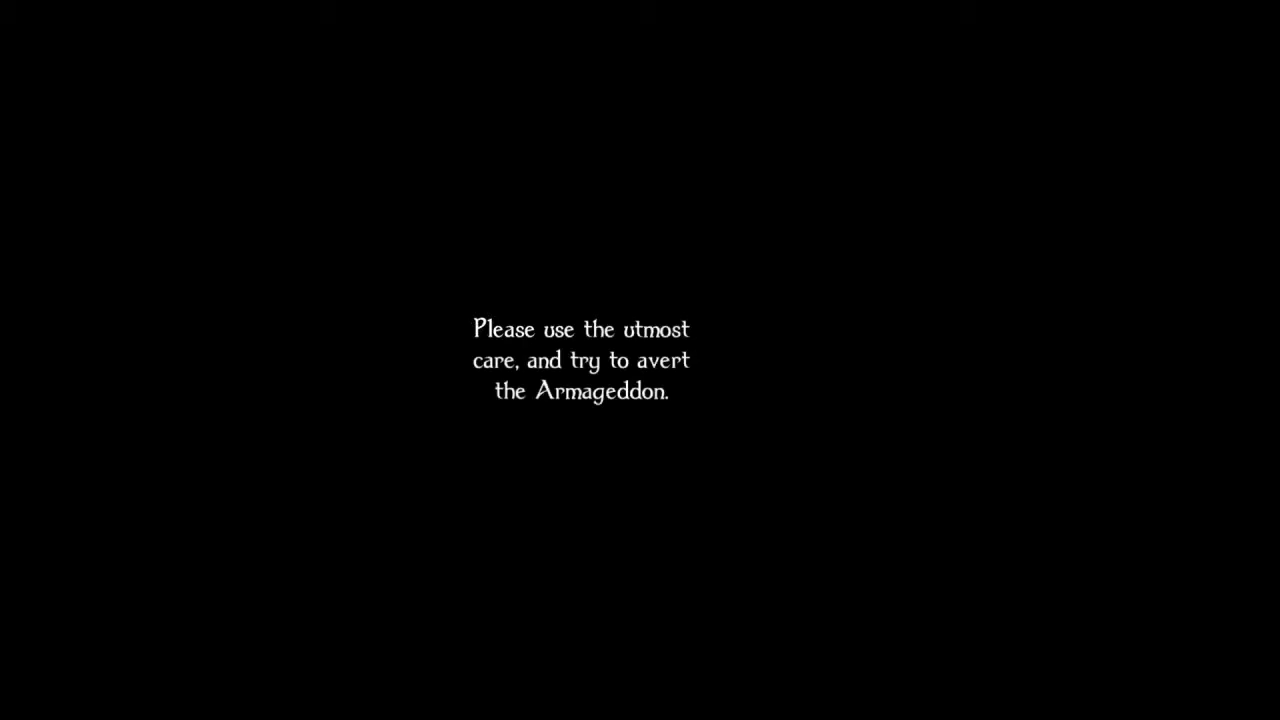 Please use the utmost
care, and try to avert
the Armageddon.